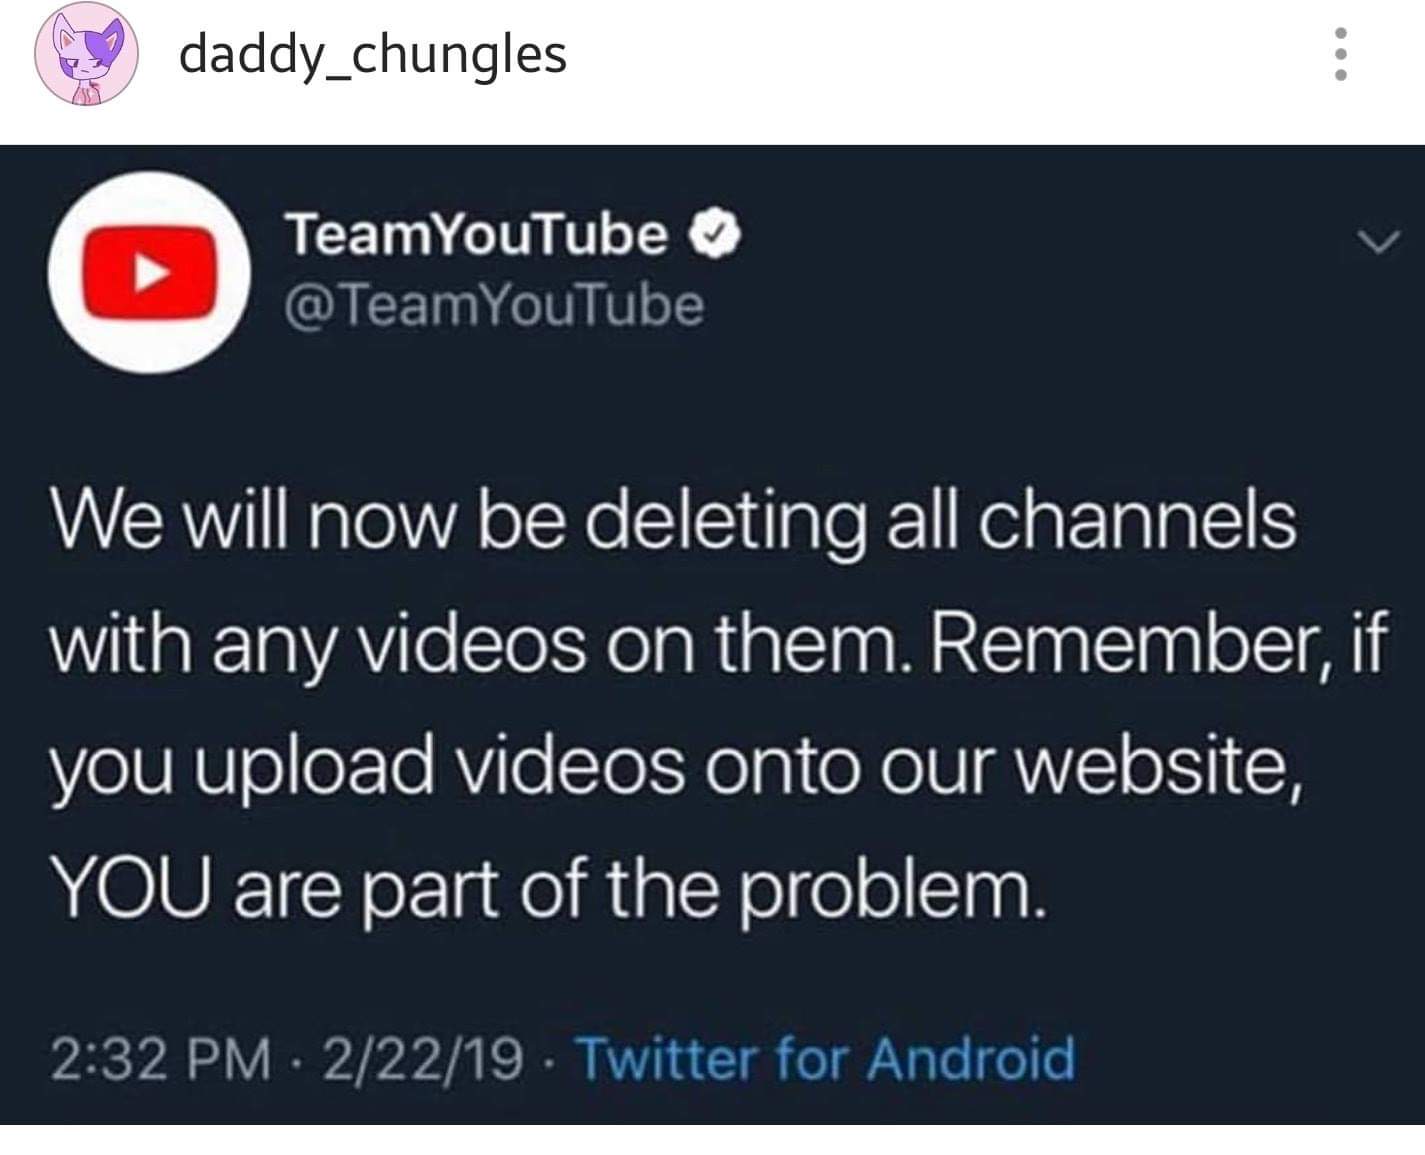 daddy_chungles
TeamYouTube
@TeamYouTube
We will now be deleting all channels
with any videos on them. Remember, if
you upload videos onto our website,
YOU are part of the problem.
2:32 PM · 2/22/19 · Twitter for Android